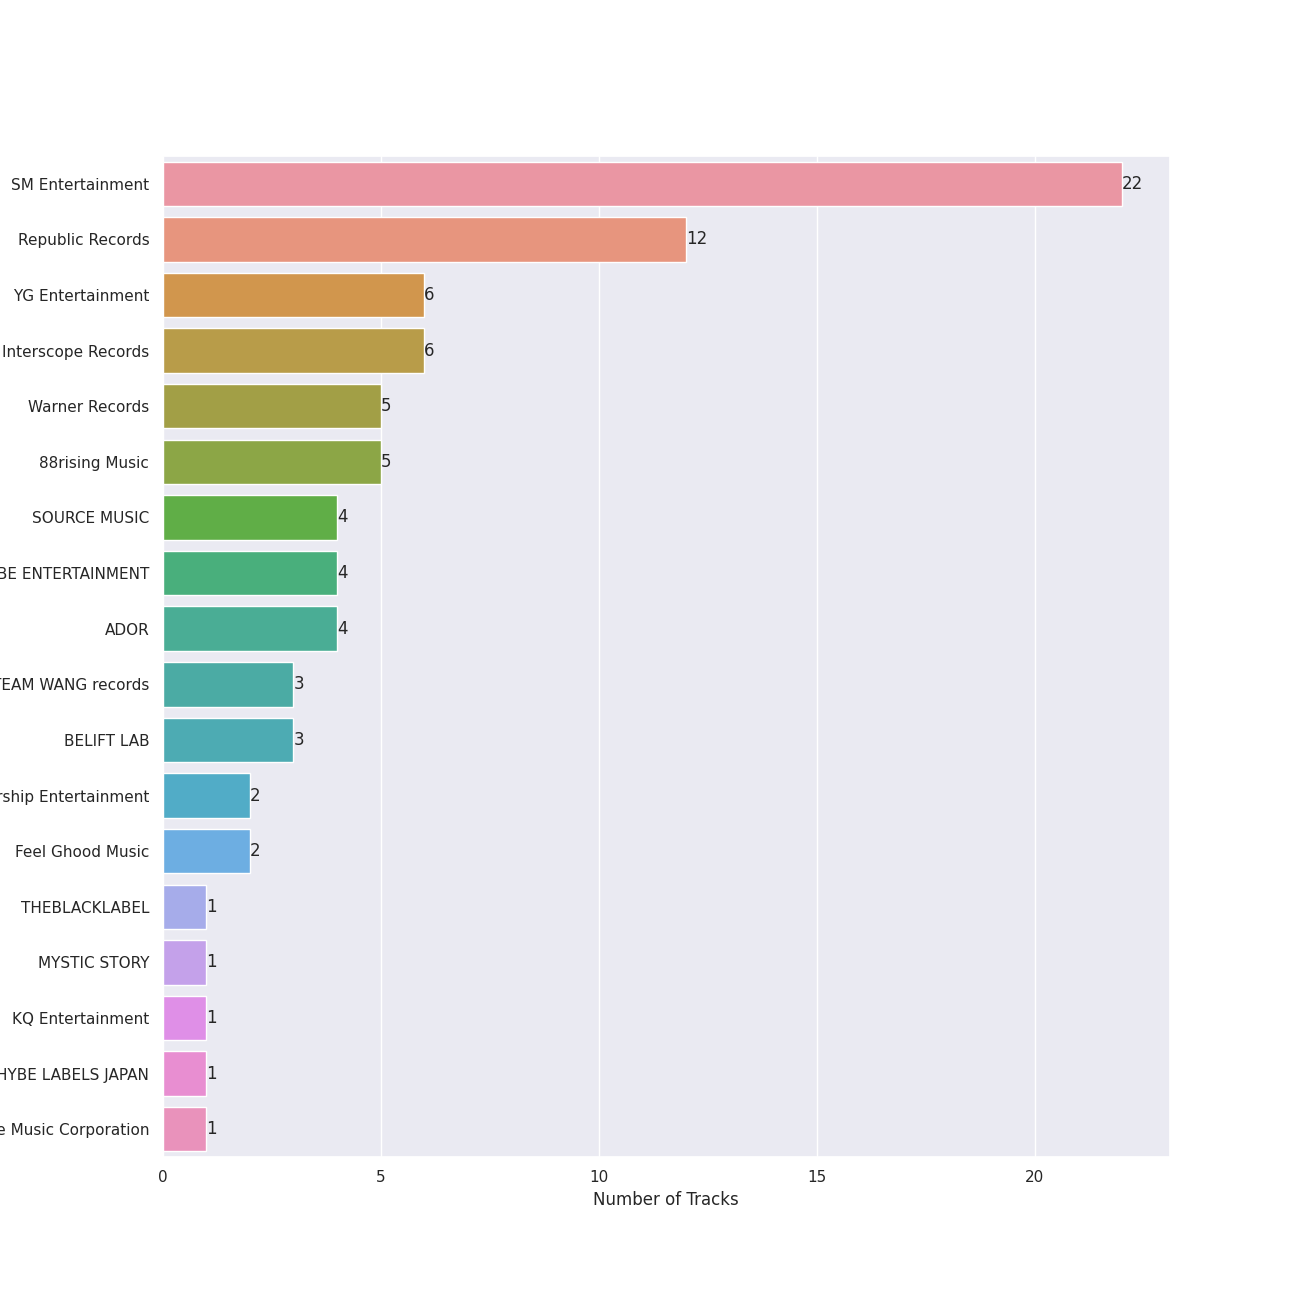 SM Entertainment 22
Republic Records 12
YG Entertainment 6
Interscope Records 6
Warner Records 5
88rising Music 5
SOURCE MUSIC 4
ENTERTAINMENT 4
ADOR 4
WANG records 3
BELIFT LAB 3
Entertainment 2
Feel Ghood Music 2
THEBLACKLABEL 1
MYSTIC STORY 1
KQ Entertainment 1
HYBE LABELS JAPAN 1
Music Corporation 1
0 5 10 15 20
Number of Tracks